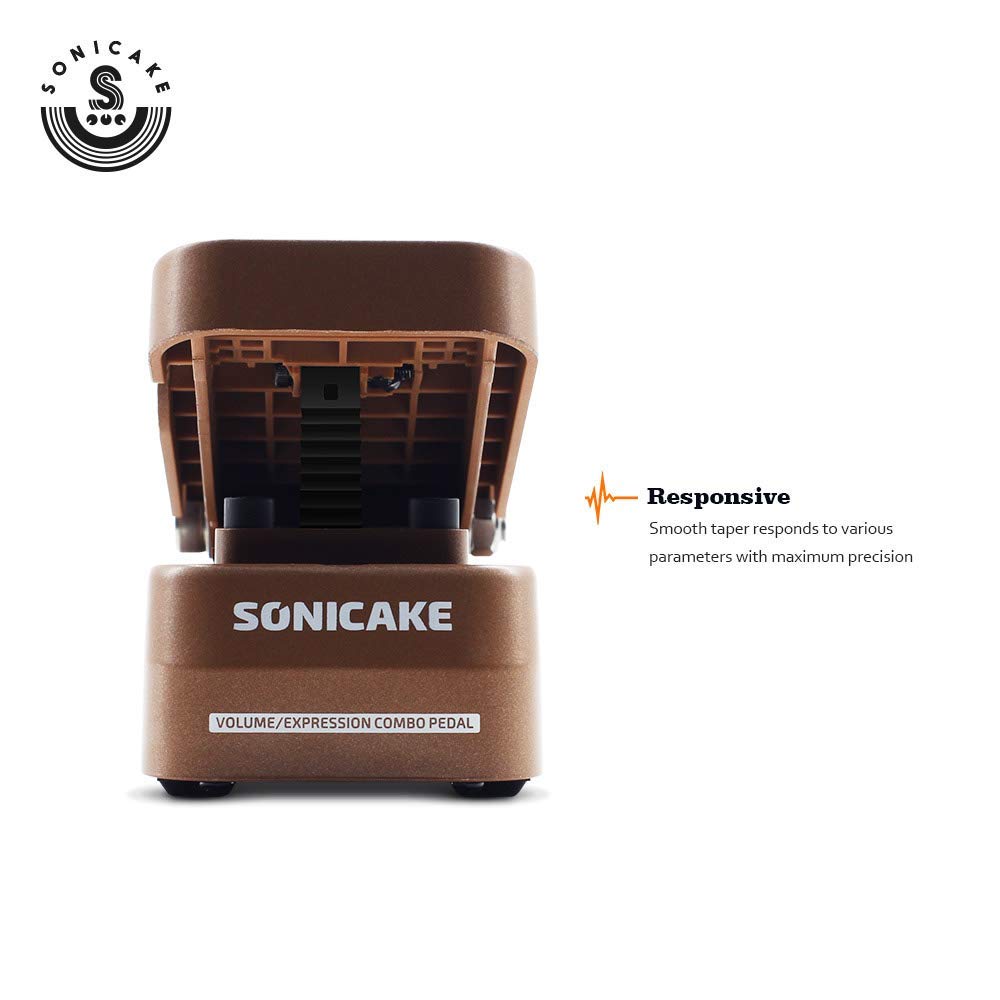 SONICAKE
S
Responsive
Smooth taper responds to various
parameters with maximum precision
SONICAKE
VOLUME/EXPRESSION COMBO PEDAL